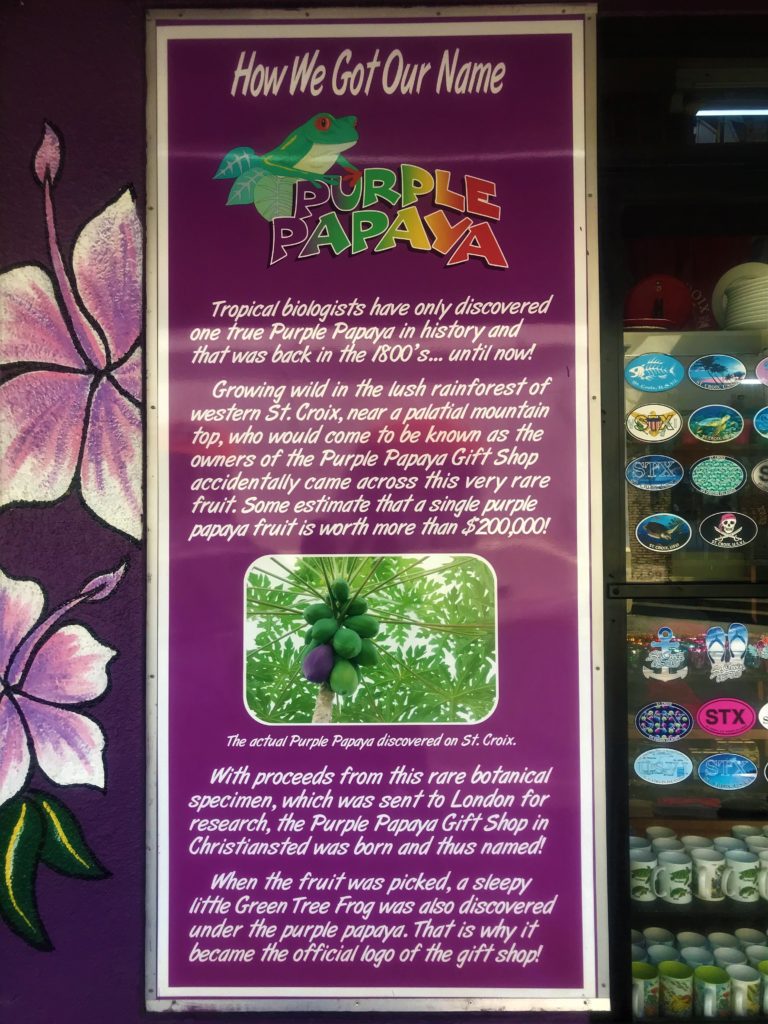 How We Got Our Name
PURPLE
PAPAYA
Tropical biologists have only discovered
one true Purple Papaya in history and
that was back in the 1800's... until now!
Growing wild in the lush rainforest of
western St. Croix, near a palatial mountain
top, who would come to be known as the
owners of the Purple Papaya Gift Shop
accidentally came across this very rare
fruit. Some estimate that a single purple
papaya fruit is worth more than $200,000!
The actual Purple Papaya discovered on St. Croix.
With proceeds from this rare botanical
specimen, which was sent to London for
research, the Purple Papaya Gift Shop in
Christiansted was born and thus named!
When the fruit was picked, a sleepy
little Green Tree Frog was also discovered
under the purple papaya. That is why it
became the official logo of the gift shop!
STX
STX
STX
STX